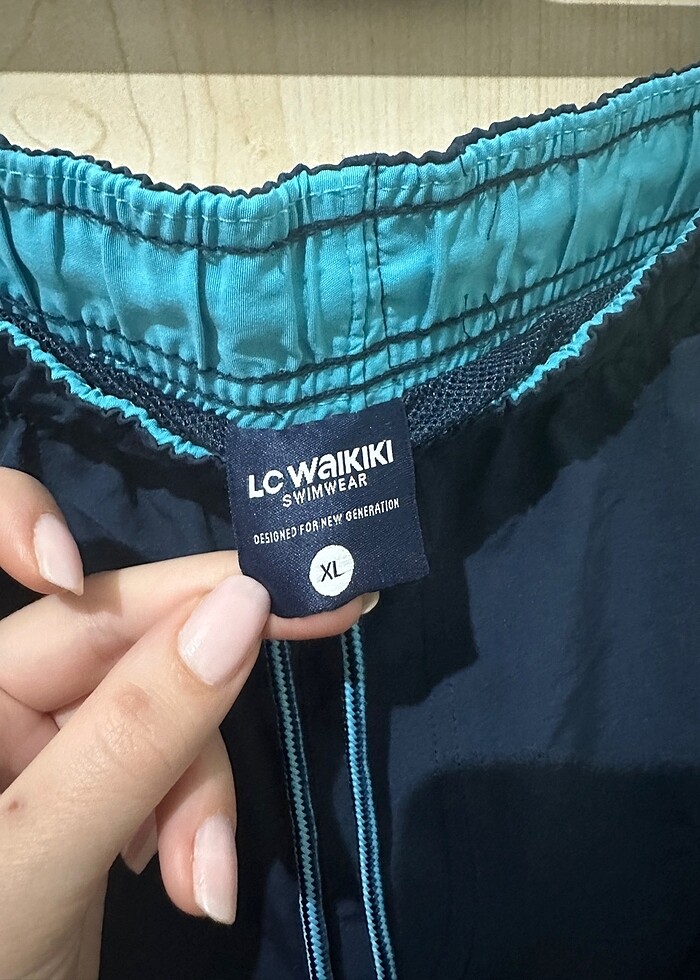 LC WAIKIKI
SWIMWEAR
DESIGNED FOR NEW GENERATION
XL